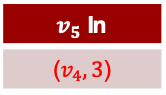 v₅ In
(v₄, 3)